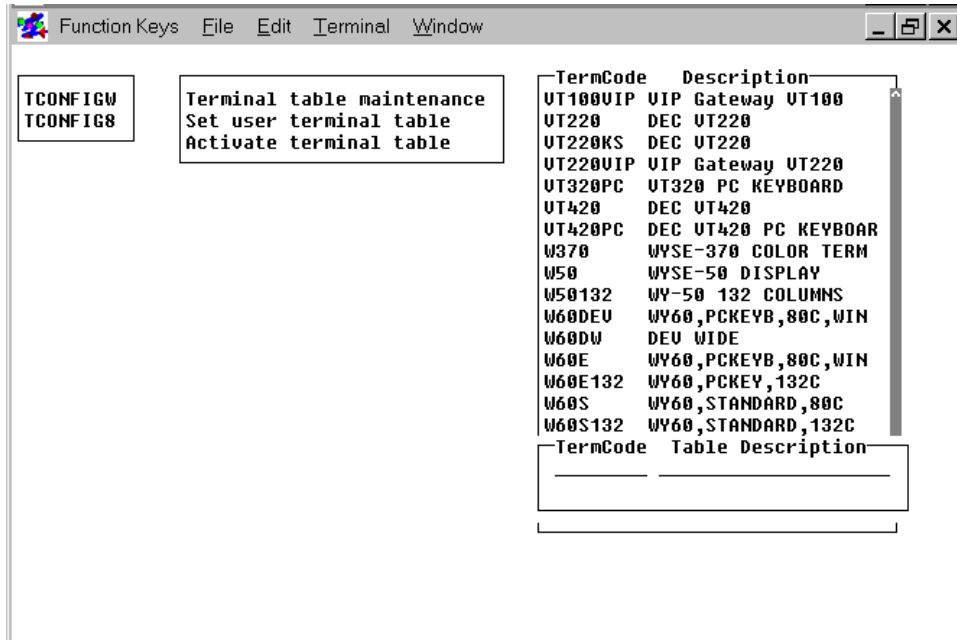 Function Keys File Edit Terminal Window
TCONFIGW
TCONFIG8
Terminal table maintenance
Set user terminal table
Activate terminal table
TermCode Description
VT100VIP VIP Gateway VT100
VT220 DEC VT220
VT220KS DEC VT220
VT220VIP VIP Gateway VT220
VT320PC VT320 PC KEYBOARD
VT420 DEC VT420
VT420PC DEC VT420 PC KEYBOAR
W370 WYSE-370 COLOR TERM
W50 WYSE-50 DISPLAY
W50132 WY-50 132 COLUMNS
W60DEV WY60,PCKEYB,80C,WIN
W60DW DEV WIDE
W60E WY60,PCKEYB,80C,WIN
W60E132 WY60,PCKEY,132C
W60S WY60,STANDARD,80C
W60S132 WY60,STANDARD,132C
TermCode Table Description